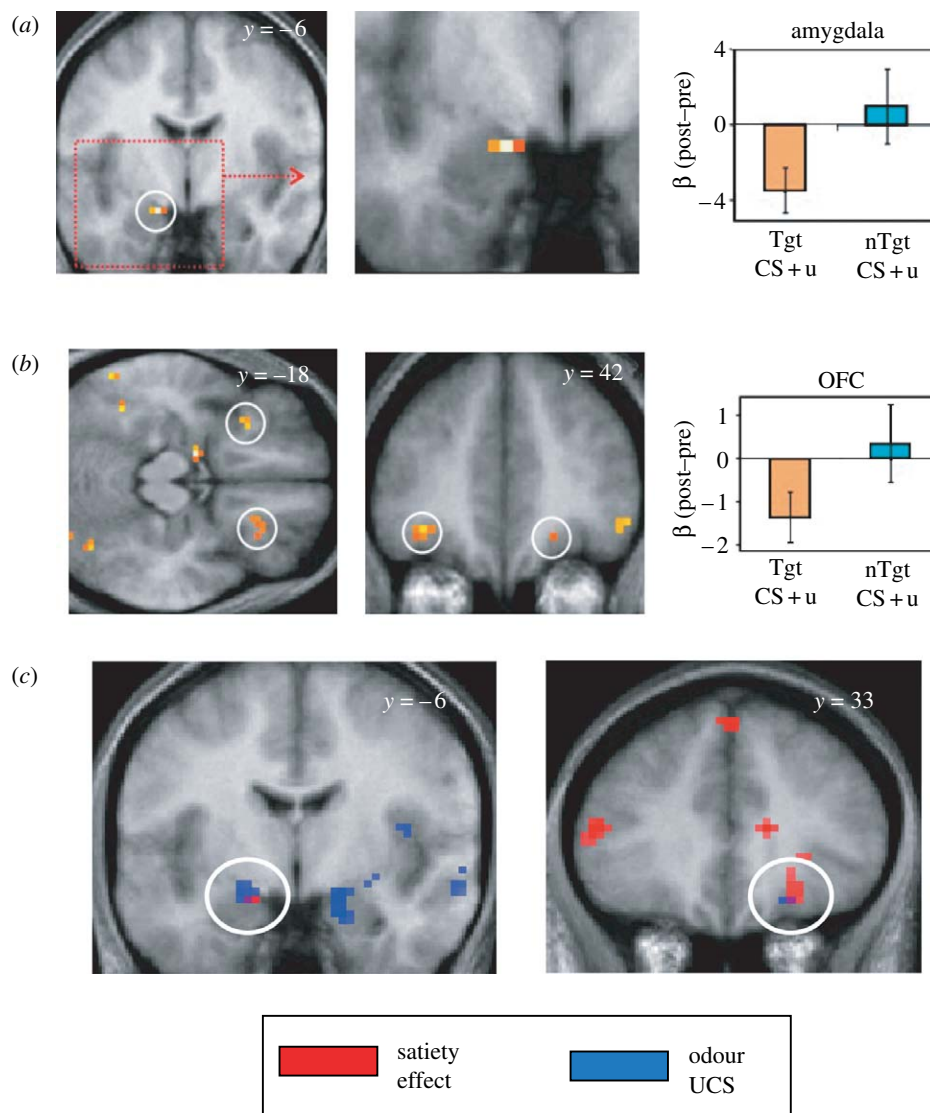 (a)
y = –6
amygdala
4
0
–4
β (post–pre)
Tgt
CS + u
nTgt
CS + u
(b)
y = –18
y = 42
OFC
1
0
–1
–2
β (post–pre)
Tgt
CS + u
nTgt
CS + u
(c)
y = –6
y = 33
satiety
effect
odour
UCS